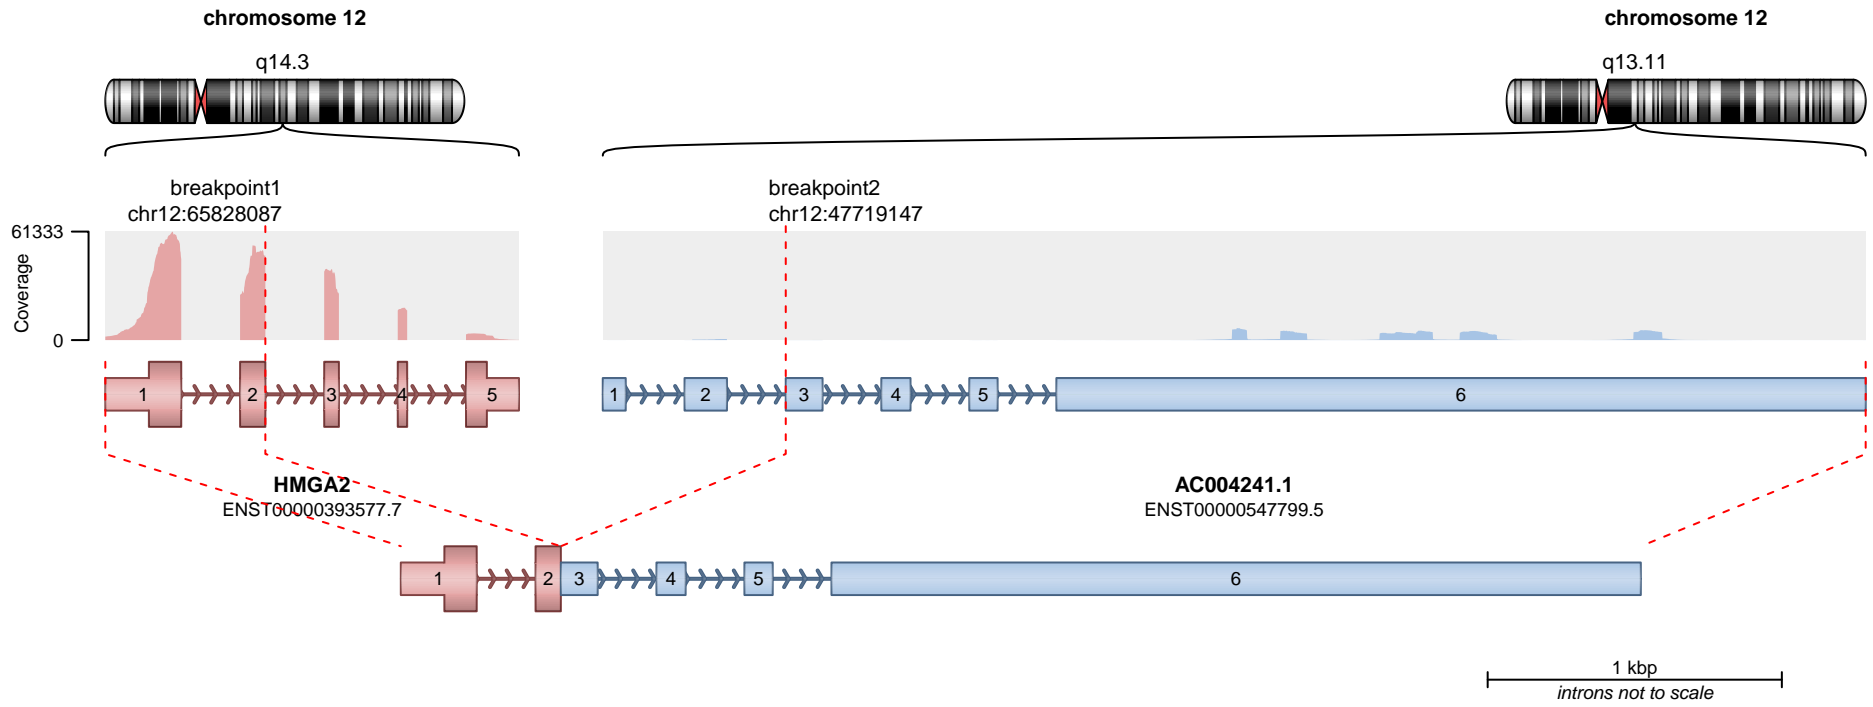 chromosome 12
chromosome 12
q14.3
q13.11
breakpoint1
chr12:65828087
breakpoint2
chr12:47719147
61333
Coverage
0
1 2 3 4 5
1 2 3 4 5 6
HMGA2
ENST00000393577.7
AC004241.1
ENST00000547799.5
1 2 3 4 5 6
1 kbp
introns not to scale